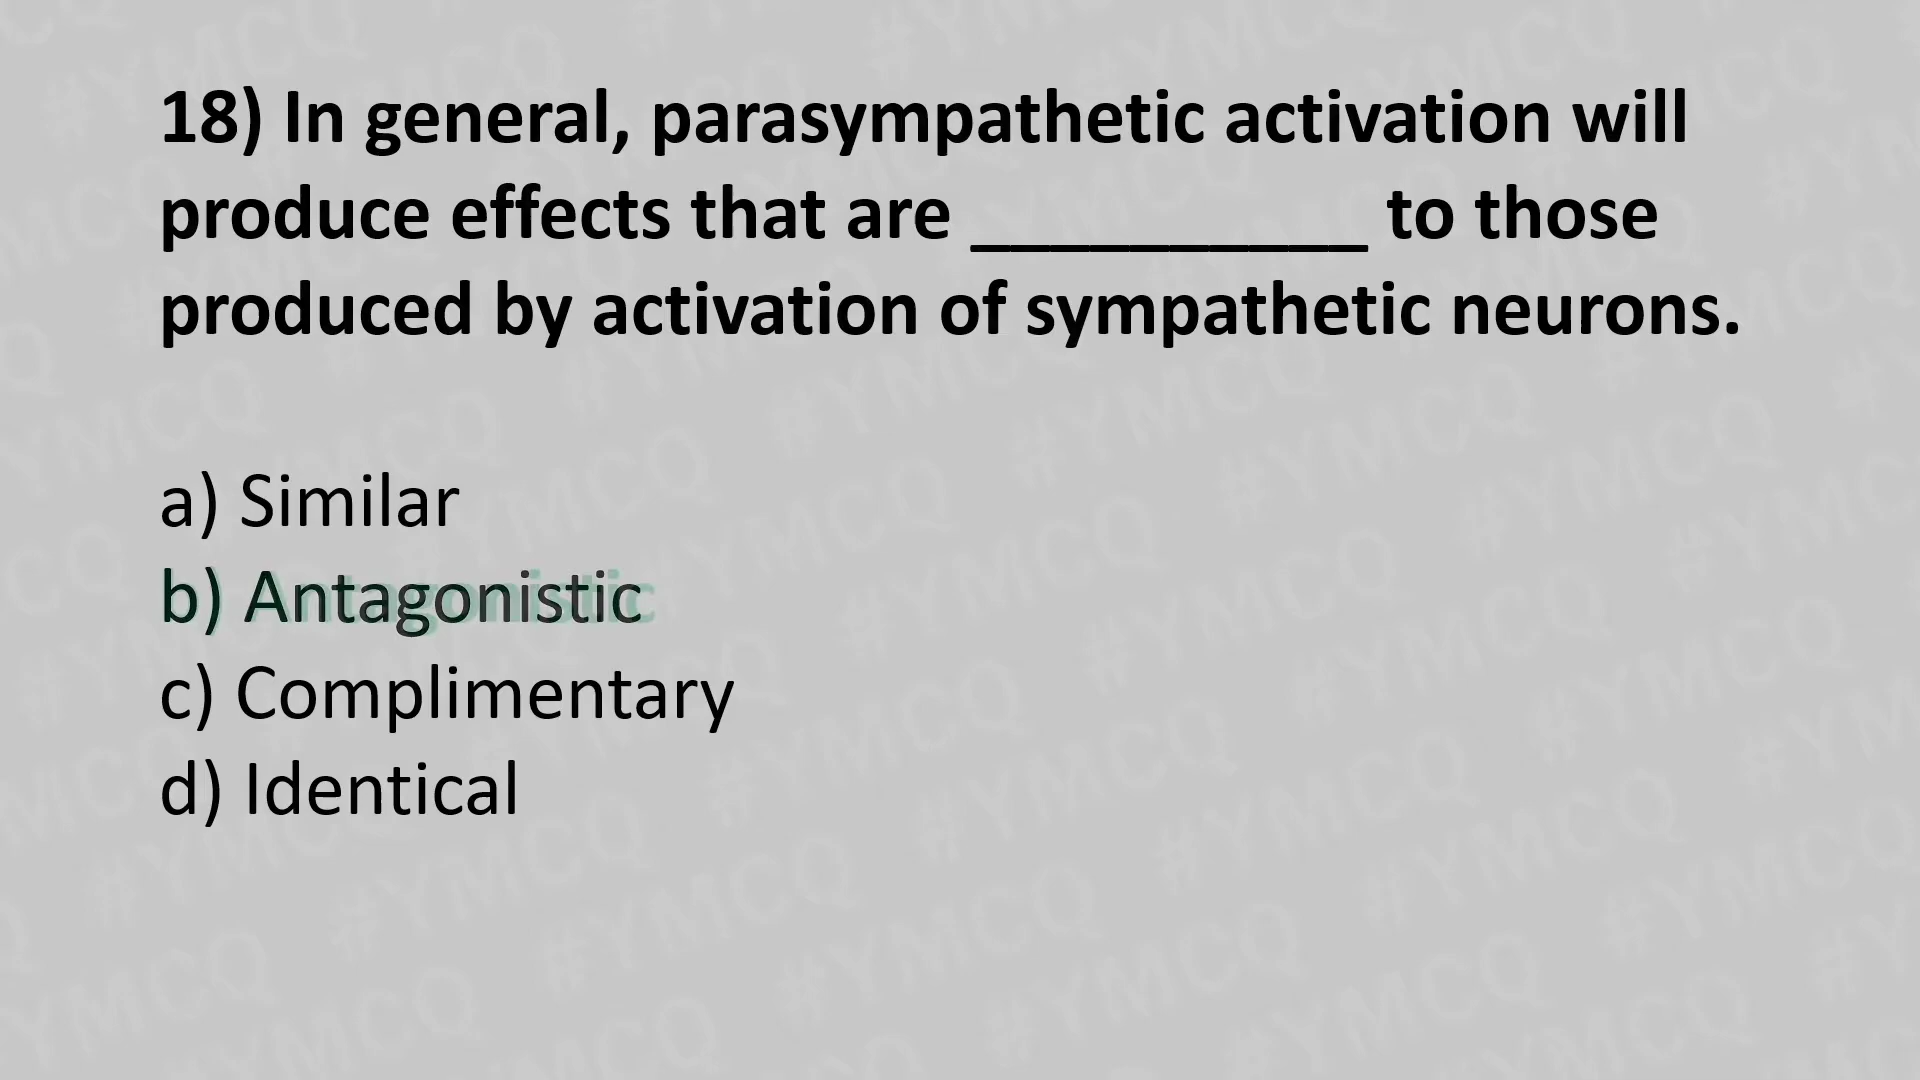 18) In general, parasympathetic activation will
produce effects that are __________ to those
produced by activation of sympathetic neurons.
a) Similar
b) Antagonistic
c) Complimentary
d) Identical
#YMCQ